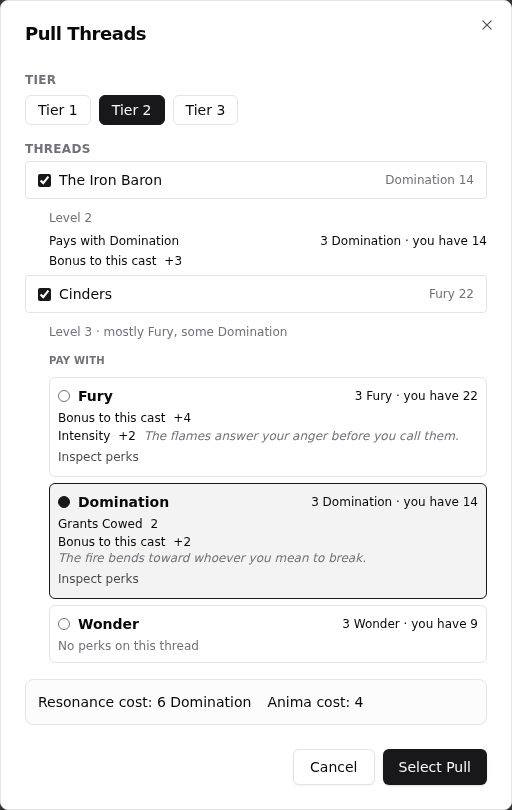 Pull Threads
TIER
Tier 1 Tier 2 Tier 3
THREADS
The Iron Baron Domination 14
Level 2
Pays with Domination 3 Domination · you have 14
Bonus to this cast +3
Cinders Fury 22
Level 3 · mostly Fury, some Domination
PAY WITH
Fury 3 Fury · you have 22
Bonus to this cast +4
Intensity +2 The flames answer your anger before you call them.
Inspect perks
Domination 3 Domination · you have 14
Grants Cowed 2
Bonus to this cast +2
The fire bends toward whoever you mean to break.
Inspect perks
Wonder 3 Wonder · you have 9
No perks on this thread
Resonance cost: 6 Domination Anima cost: 4
Cancel Select Pull